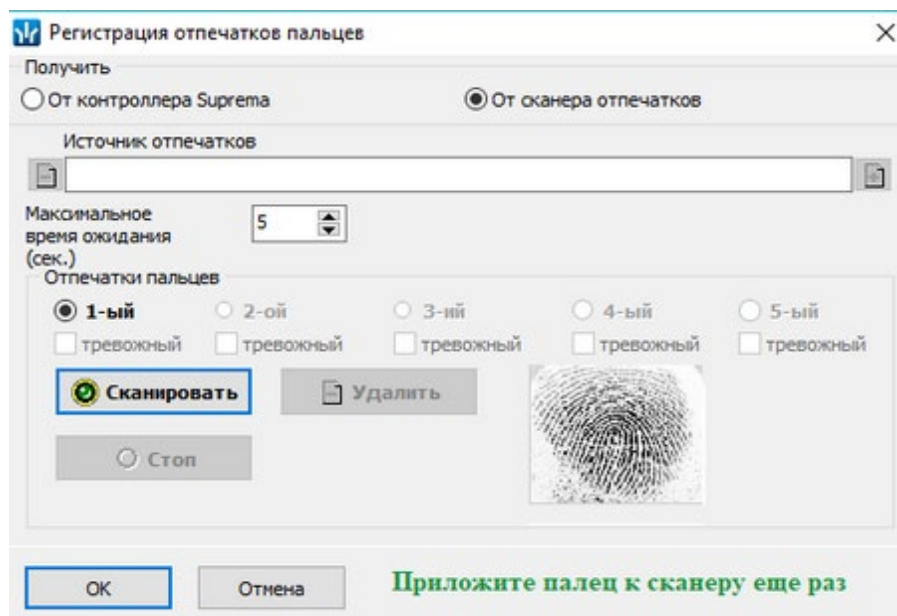 Регистрация отпечатков пальцев
Получить
От контроллера Suprema От сканера отпечатков
Источник отпечатков
Максимальное
время ожидания
(сек.)
5
Отпечатки пальцев
1-ый 2-ой 3-ий 4-ый 5-ый
тревожный тревожный тревожный тревожный тревожный
Сканировать Удалить
Стоп
OK Отмена Приложите палец к сканеру еще раз